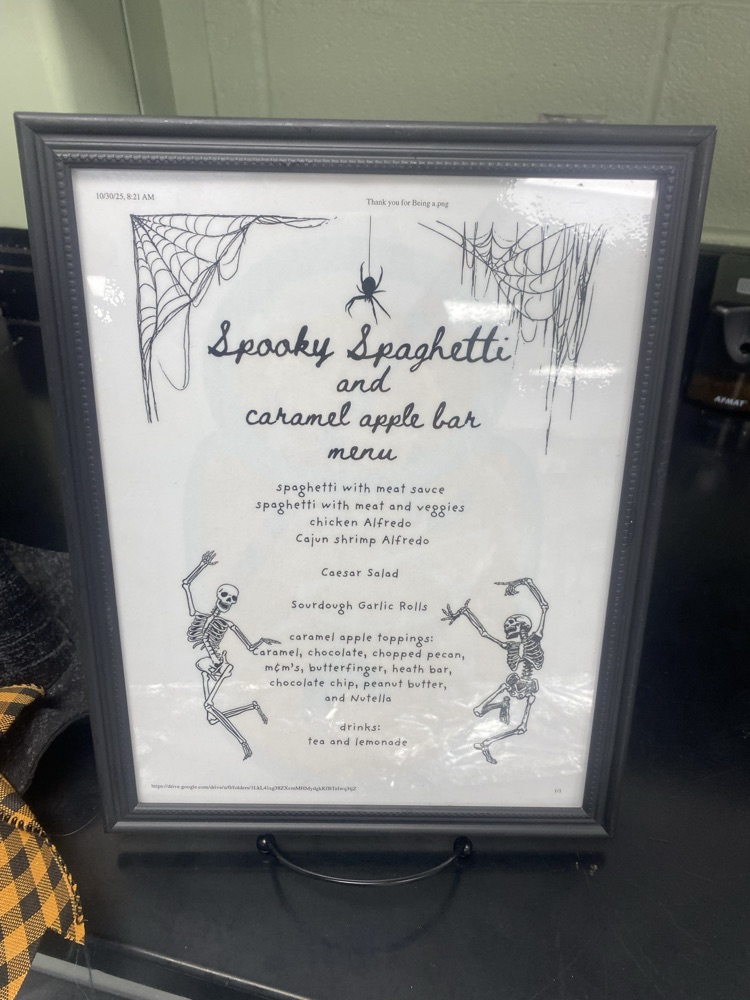 10/30/25, 8:21 AM
Thank you for Being a.png
Spooky Spaghetti
and
caramel apple bar
menu
spaghetti with meat sauce
spaghetti with meat and veggies
chicken Alfredo
Cajun shrimp Alfredo
Caesar Salad
Sourdough Garlic Rolls
caramel apple toppings:
Caramel, chocolate, chopped pecan,
m&m's, butterfinger, heath bar,
chocolate chip, peanut butter,
and Nutella
drinks:
tea and lemonade
1/1
AFMAT